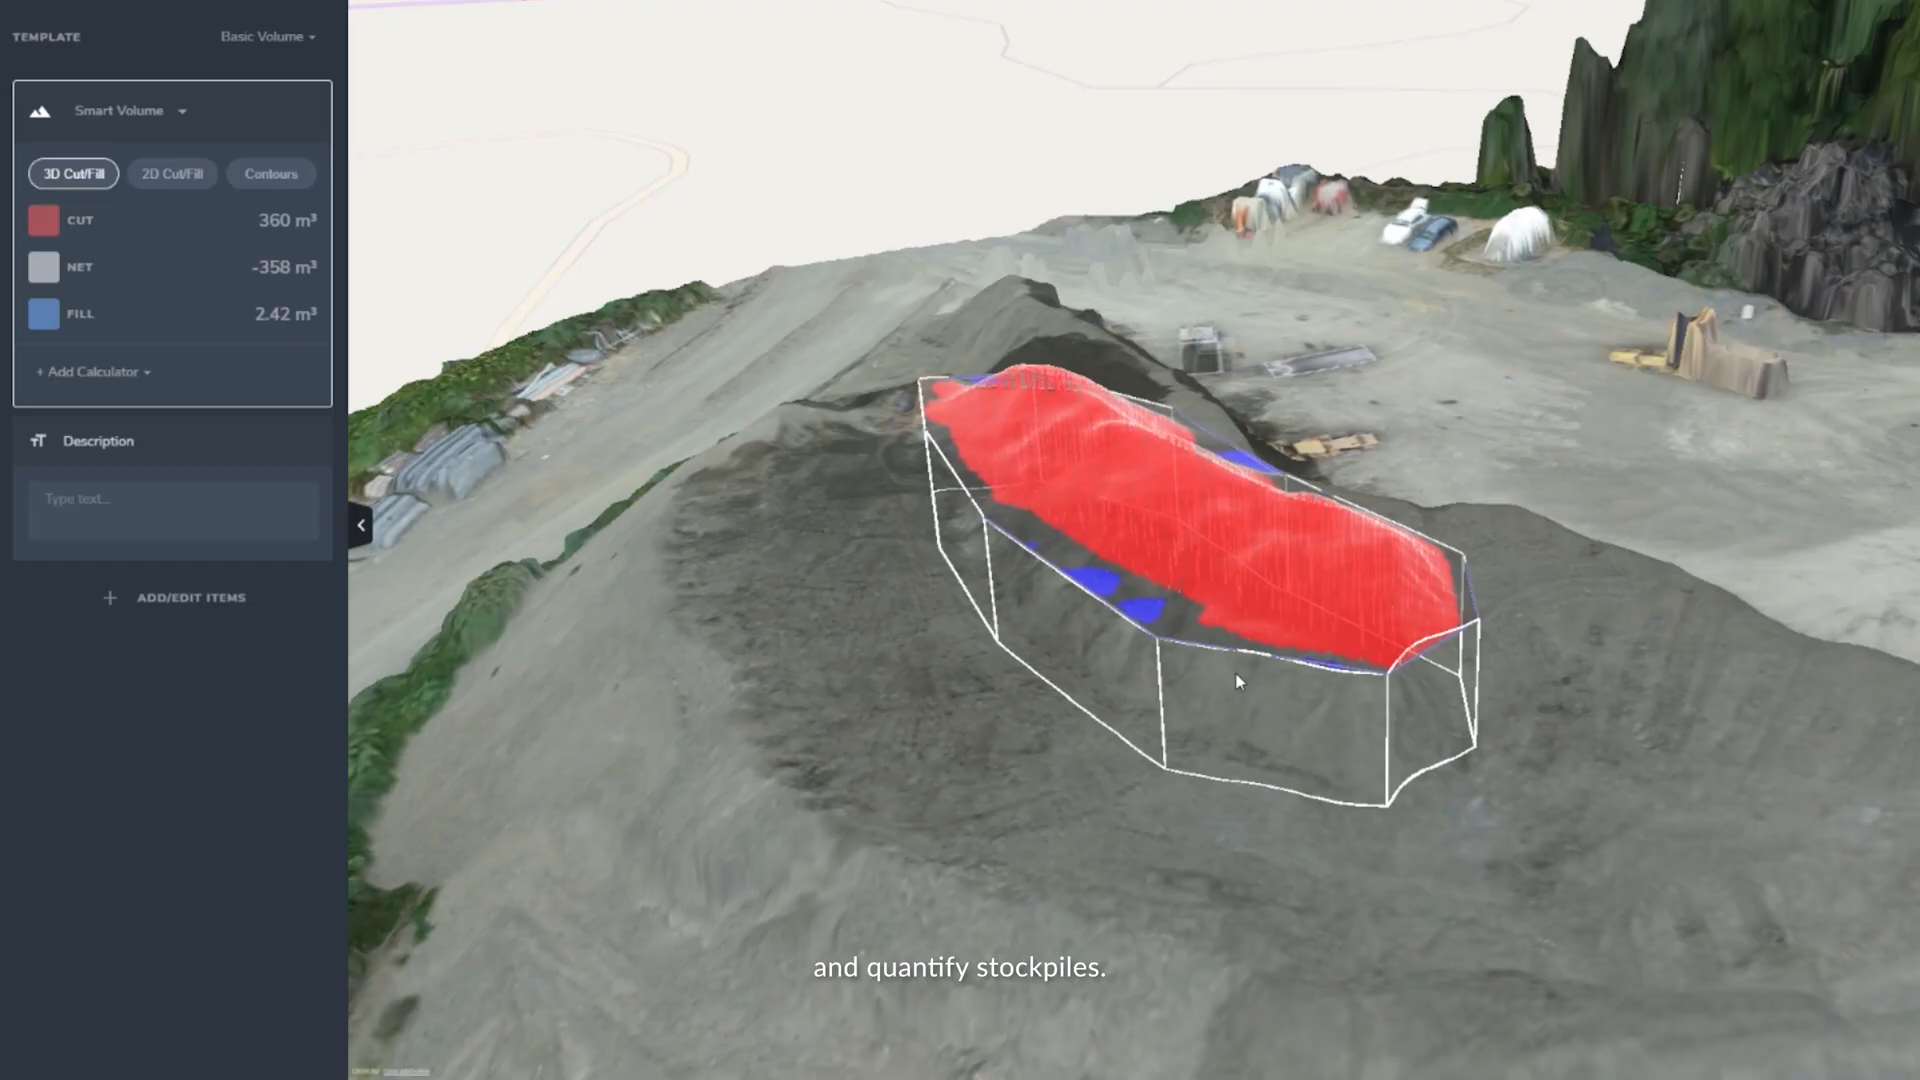 TEMPLATE
Basic Volume
Smart Volume
3D Cut/Fill
2D Cut/Fill
Contours
CUT
360 m³
NET
-358 m³
FILL
2.42 m³
+ Add Calculator
Description
Type text...
+ ADD/EDIT ITEMS
and quantify stockpiles.